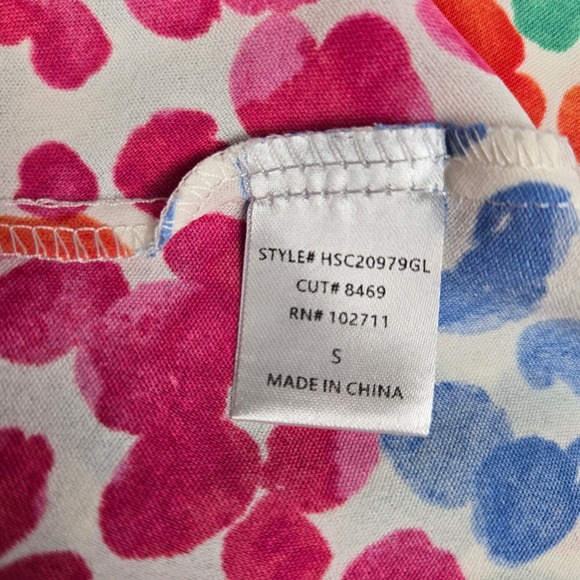 STYLE# HSC20979GL
CUT# 8469
RN# 102711
S
MADE IN CHINA